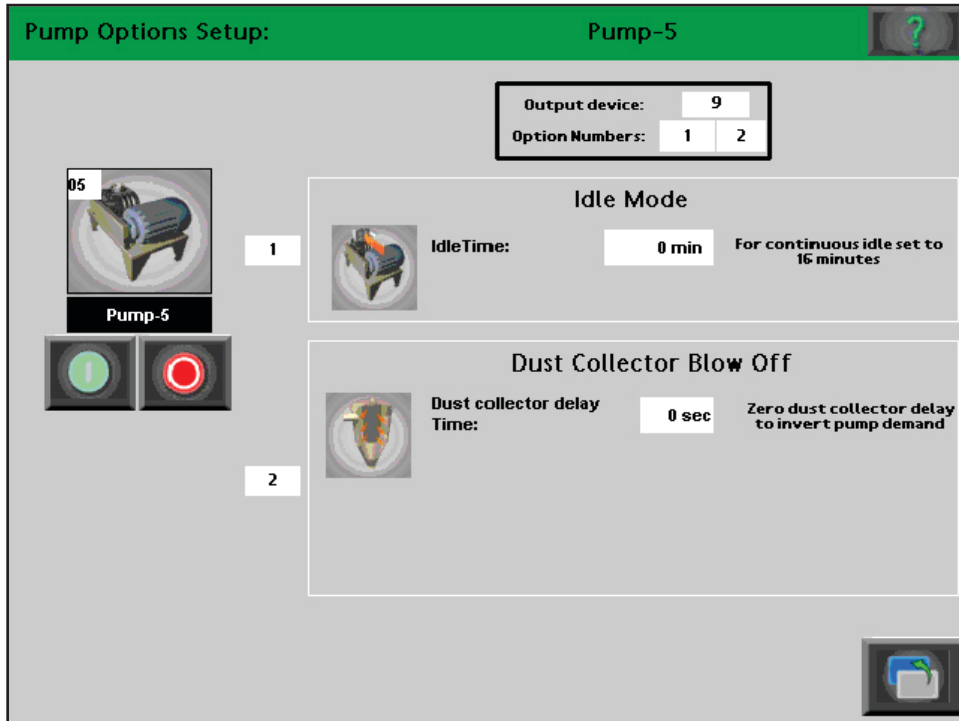 Pump Options Setup: Pump-5 ?
Output device: 9
Option Numbers: 1 2
05
Pump-5
1
Idle Mode
IdleTime: 0 min
For continuous idle set to
16 minutes
2
Dust Collector Blow Off
Dust collector delay
Time:
0 sec
Zero dust collector delay
to invert pump demand